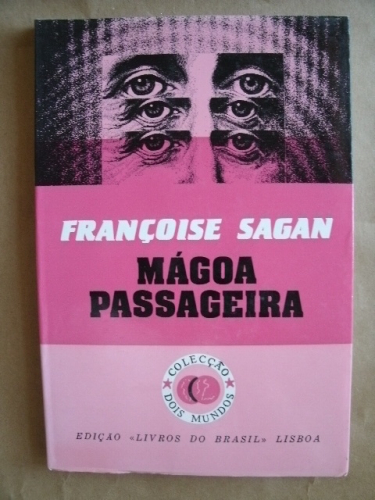 FRANÇOISE SAGAN
MÁGOA
PASSAGEIRA
COLECÇÃO
DOIS MUNDOS
EDIÇÃO «LIVROS DO BRASIL» LISBOA